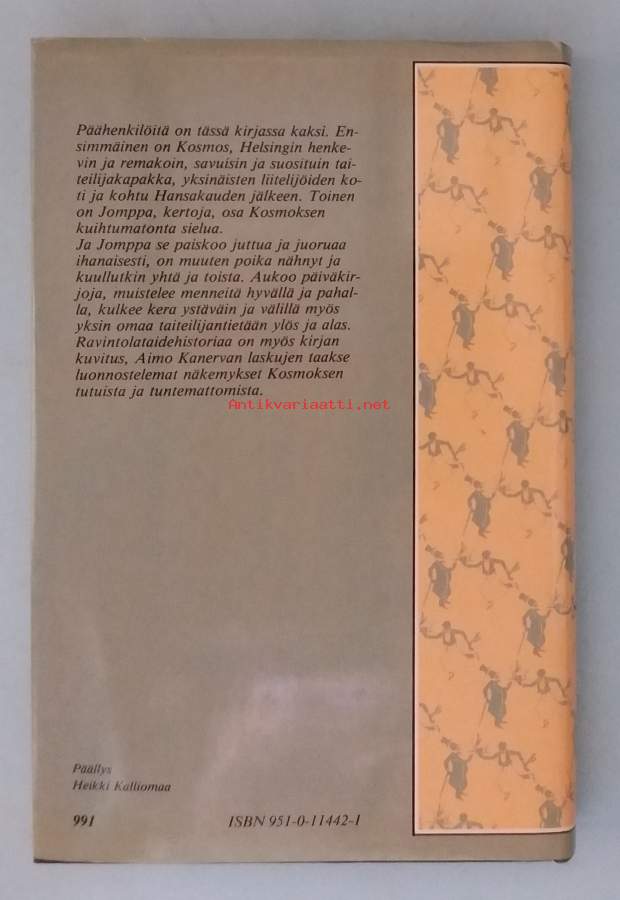 Päähenkilöitä on tässä kirjassa kaksi. En-
simmäinen on Kosmos, Helsingin henke-
vin ja remakoin, savuisin ja suosituin tai-
teilijakapakka, yksinäisten liitelijöiden ko-
ti ja kohtu Hansakauden jälkeen. Toinen
on Jomppa, kertoja, osa Kosmoksen
kuihtumatonta sielua.
Ja Jomppa se paiskoo juttua ja juoruaa
ihanaisesti, on muuten poika nähnyt ja
kuullutkin yhtä ja toista. Aukoo päiväkir-
joja, muistelee menneitä hyvällä ja pahal-
la, kulkee kera ystäväin ja välillä myös
yksin omaa taiteilijantietään ylös ja alas.
Ravintolataidehistoriaa on myös kirjan
kuvitus, Aimo Kanervan laskujen taakse
luonnostelemat näkemykset Kosmoksen
tutuista ja tuntemattomista.
Antikvariaatti.net
Päällys
Heikki Kalliomaa
991 ISBN 951-0-11442-1